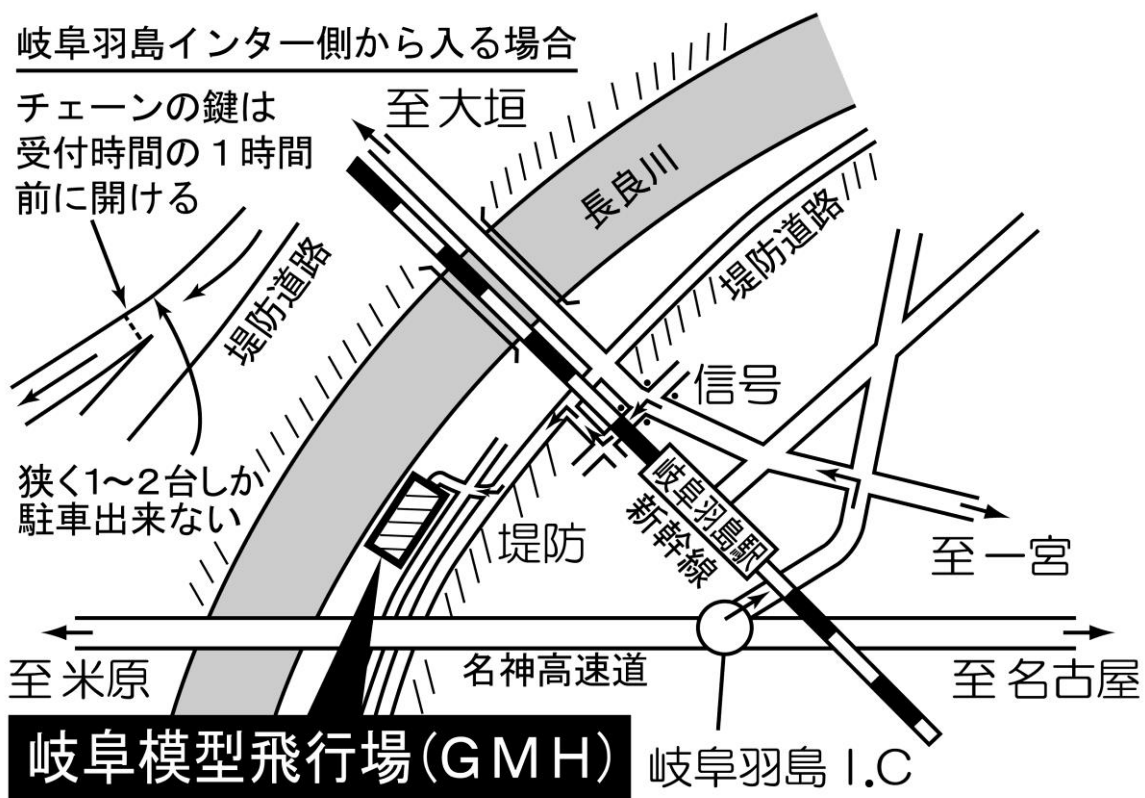 岐阜羽島インター側から入る場合
チェーンの鍵は
受付時間の1時間
前に開ける
至大垣
長良川
堤防道路
堤防道路
信号
狭く1~2台しか
駐車出来ない
岐阜羽島駅
新幹線
堤防
至一宮
至米原
名神高速道
至名古屋
岐阜模型飛行場(GMH)
岐阜羽島I.C